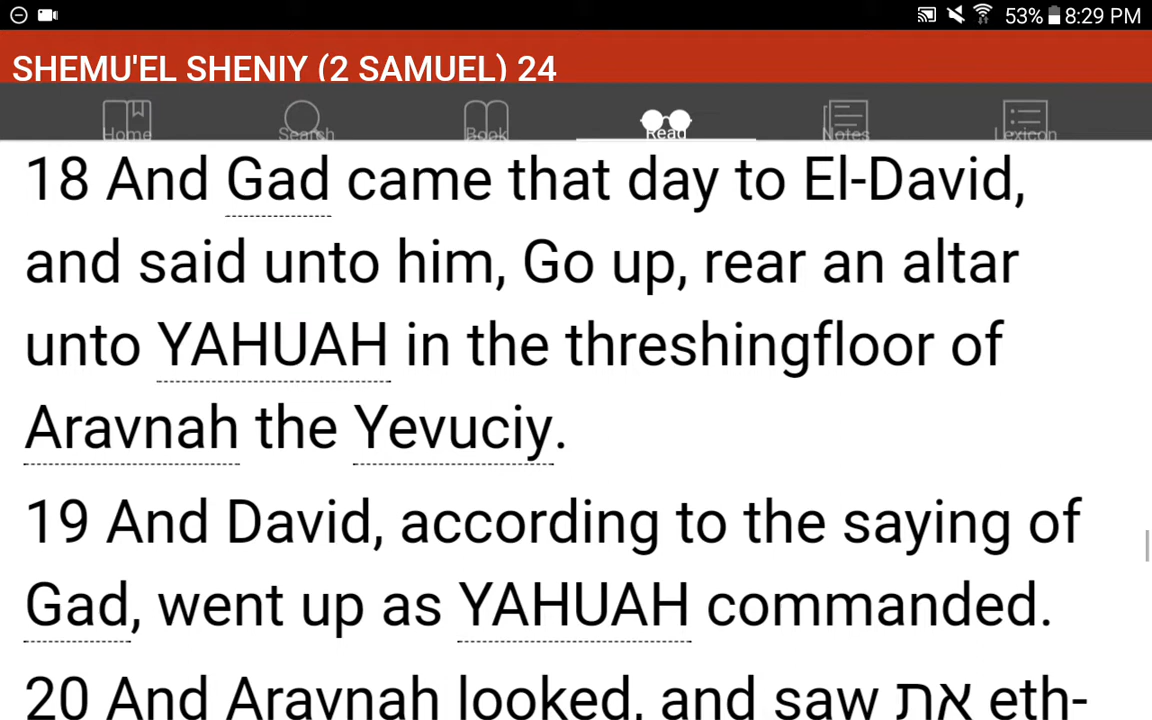 53% 8:29 PM
SHEMU'EL SHENIY (2 SAMUEL) 24
Home Search Book Read Notes Lexicon
18 And Gad came that day to El-David,
and said unto him, Go up, rear an altar
unto YAHUAH in the threshingfloor of
Aravnah the Yevuciy.
19 And David, according to the saying of
Gad, went up as YAHUAH commanded.
20 And Aravnah looked, and saw את eth-